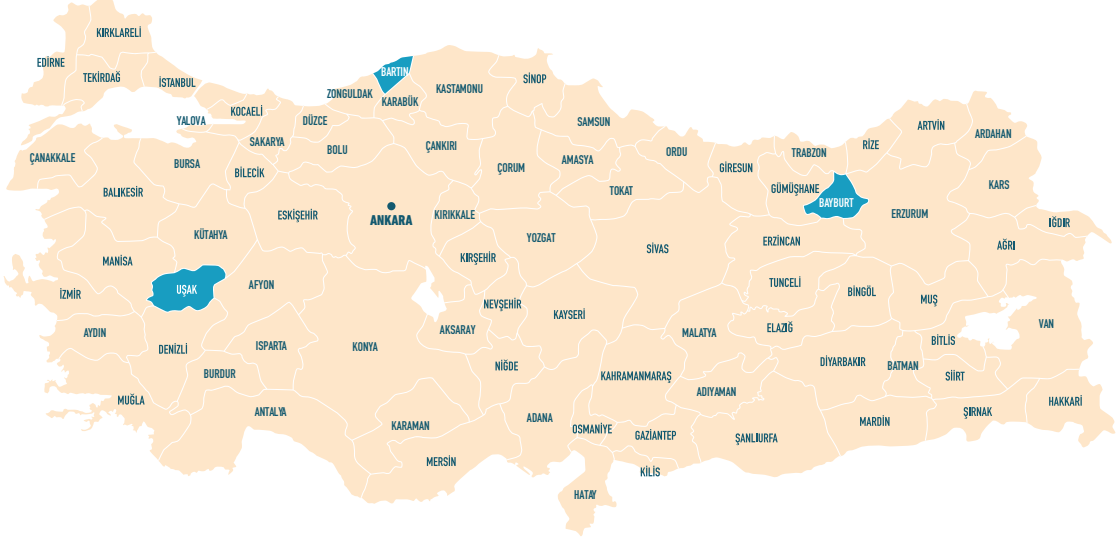 KIRKLARELİ
EDİRNE
TEKİRDAĞ
İSTANBUL
BARTIN
ZONGULDAK
KARABÜK
KASTAMONU
SİNOP
KOCAELİ
YALOVA
DÜZCE
SAKARYA
BOLU
ÇANKIRI
SAMSUN
AMASYA
ÇORUM
ORDU
GİRESUN
TRABZON
RİZE
ARTVİN
ARDAHAN
ÇANAKKALE
BURSA
BİLECİK
BALIKESİR
ESKİŞEHİR
ANKARA
KIRIKKALE
TOKAT
GÜMÜŞHANE
BAYBURT
ERZURUM
KARS
IĞDIR
KÜTAHYA
YOZGAT
SİVAS
ERZİNCAN
AĞRI
MANİSA
KIRŞEHİR
UŞAK
AFYON
TUNCELİ
BİNGÖL
MUŞ
İZMİR
NEVŞEHİR
KAYSERİ
AKSARAY
MALATYA
ELAZIĞ
VAN
AYDIN
DENİZLİ
ISPARTA
KONYA
BİTLİS
BURDUR
NİĞDE
KAHRAMANMARAŞ
DİYARBAKIR
BATMAN
SİİRT
ADIYAMAN
MUĞLA
ANTALYA
KARAMAN
ADANA
OSMANİYE
GAZİANTEP
ŞANLIURFA
MARDİN
ŞIRNAK
HAKKARİ
MERSİN
KİLİS
HATAY